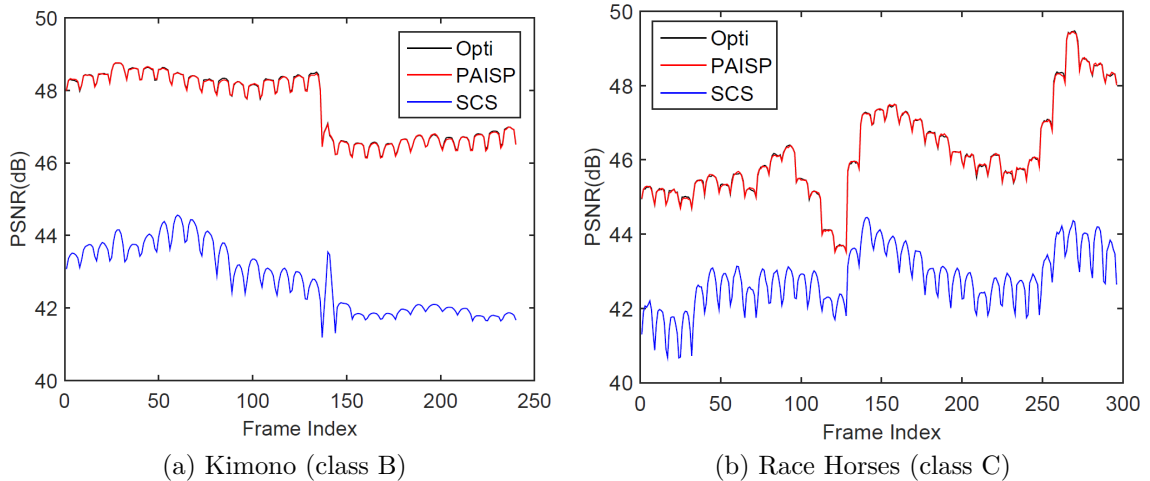 50
48
46
44
42
40
PSNR(dB)
Opti
PAISP
SCS
0
50
100
150
200
250
Frame Index
(a) Kimono (class B)
50
48
46
44
42
40
PSNR(dB)
Opti
PAISP
SCS
0
50
100
150
200
250
300
Frame Index
(b) Race Horses (class C)